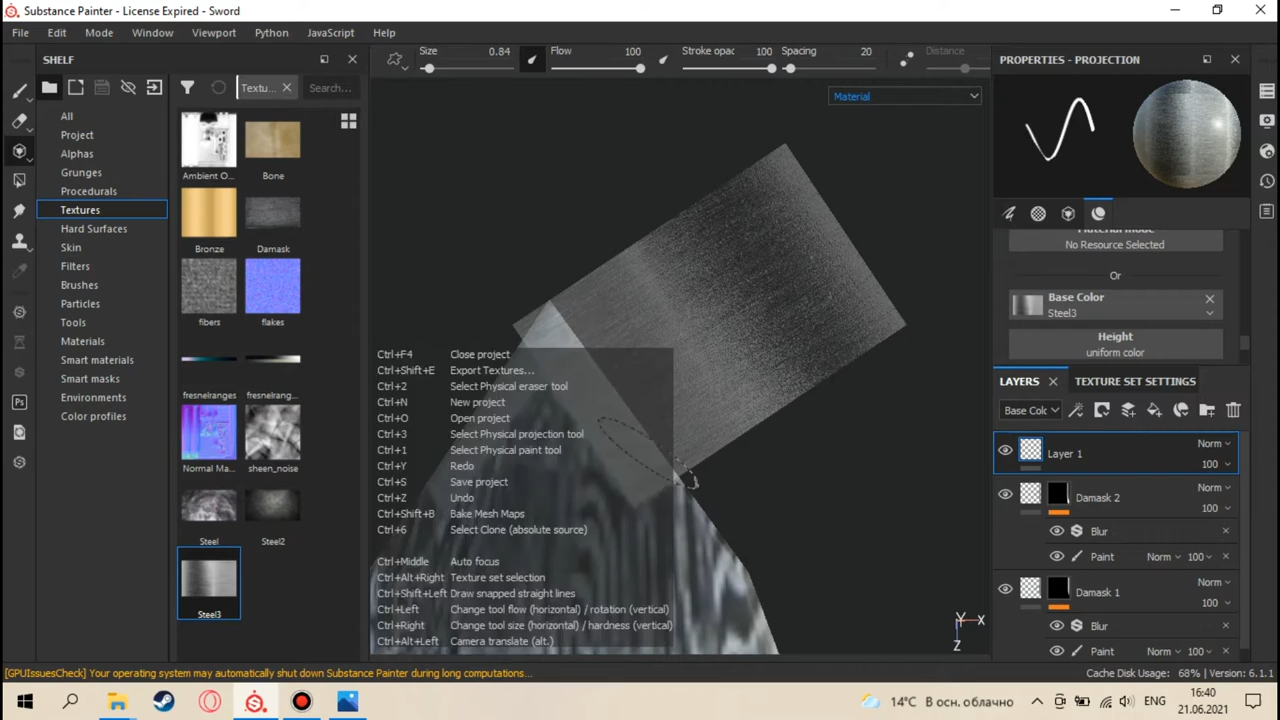 Substance Painter - License Expired - Sword
File Edit Mode Window Viewport Python JavaScript Help
SHELF
Size 0.84 Flow 100 Stroke opac 100 Spacing 20 Distance
Textu... Search...
All
Project
Alphas
Grunges
Procedurals
Textures
Hard Surfaces
Skin
Filters
Brushes
Particles
Tools
Materials
Smart materials
Smart masks
Environments
Color profiles
Ambient O... Bone
Bronze Damask
fibers flakes
fresnelranges fresnelrang...
Normal Ma... sheen_noise
Steel Steel2
Steel3
Material
Ctrl+F4 Close project
Ctrl+Shift+E Export Textures...
Ctrl+2 Select Physical eraser tool
Ctrl+N New project
Ctrl+O Open project
Ctrl+3 Select Physical projection tool
Ctrl+1 Select Physical paint tool
Ctrl+Y Redo
Ctrl+S Save project
Ctrl+Z Undo
Ctrl+Shift+B Bake Mesh Maps
Ctrl+6 Select Clone (absolute source)
Ctrl+Middle Auto focus
Ctrl+Alt+Right Texture set selection
Ctrl+Shift+Left Draw snapped straight lines
Ctrl+Left Change tool flow (horizontal) / rotation (vertical)
Ctrl+Right Change tool size (horizontal) / hardness (vertical)
Ctrl+Alt+Left Camera translate (alt.)
Y X
Z
PROPERTIES - PROJECTION
Material mode
No Resource Selected
Or
Base Color
Steel3
Height
uniform color
LAYERS TEXTURE SET SETTINGS
Base Colc
Layer 1 Norm 100
Damask 2 Norm 100
Blur
Paint Norm 100
Damask 1 Norm 100
Blur
Paint Norm 100
Ps
[GPUIssuesCheck] Your operating system may automatically shut down Substance Painter during long computations...
Cache Disk Usage: 68% | Version: 6.1.1
14°C В осн. облачно ENG 16:40
21.06.2021